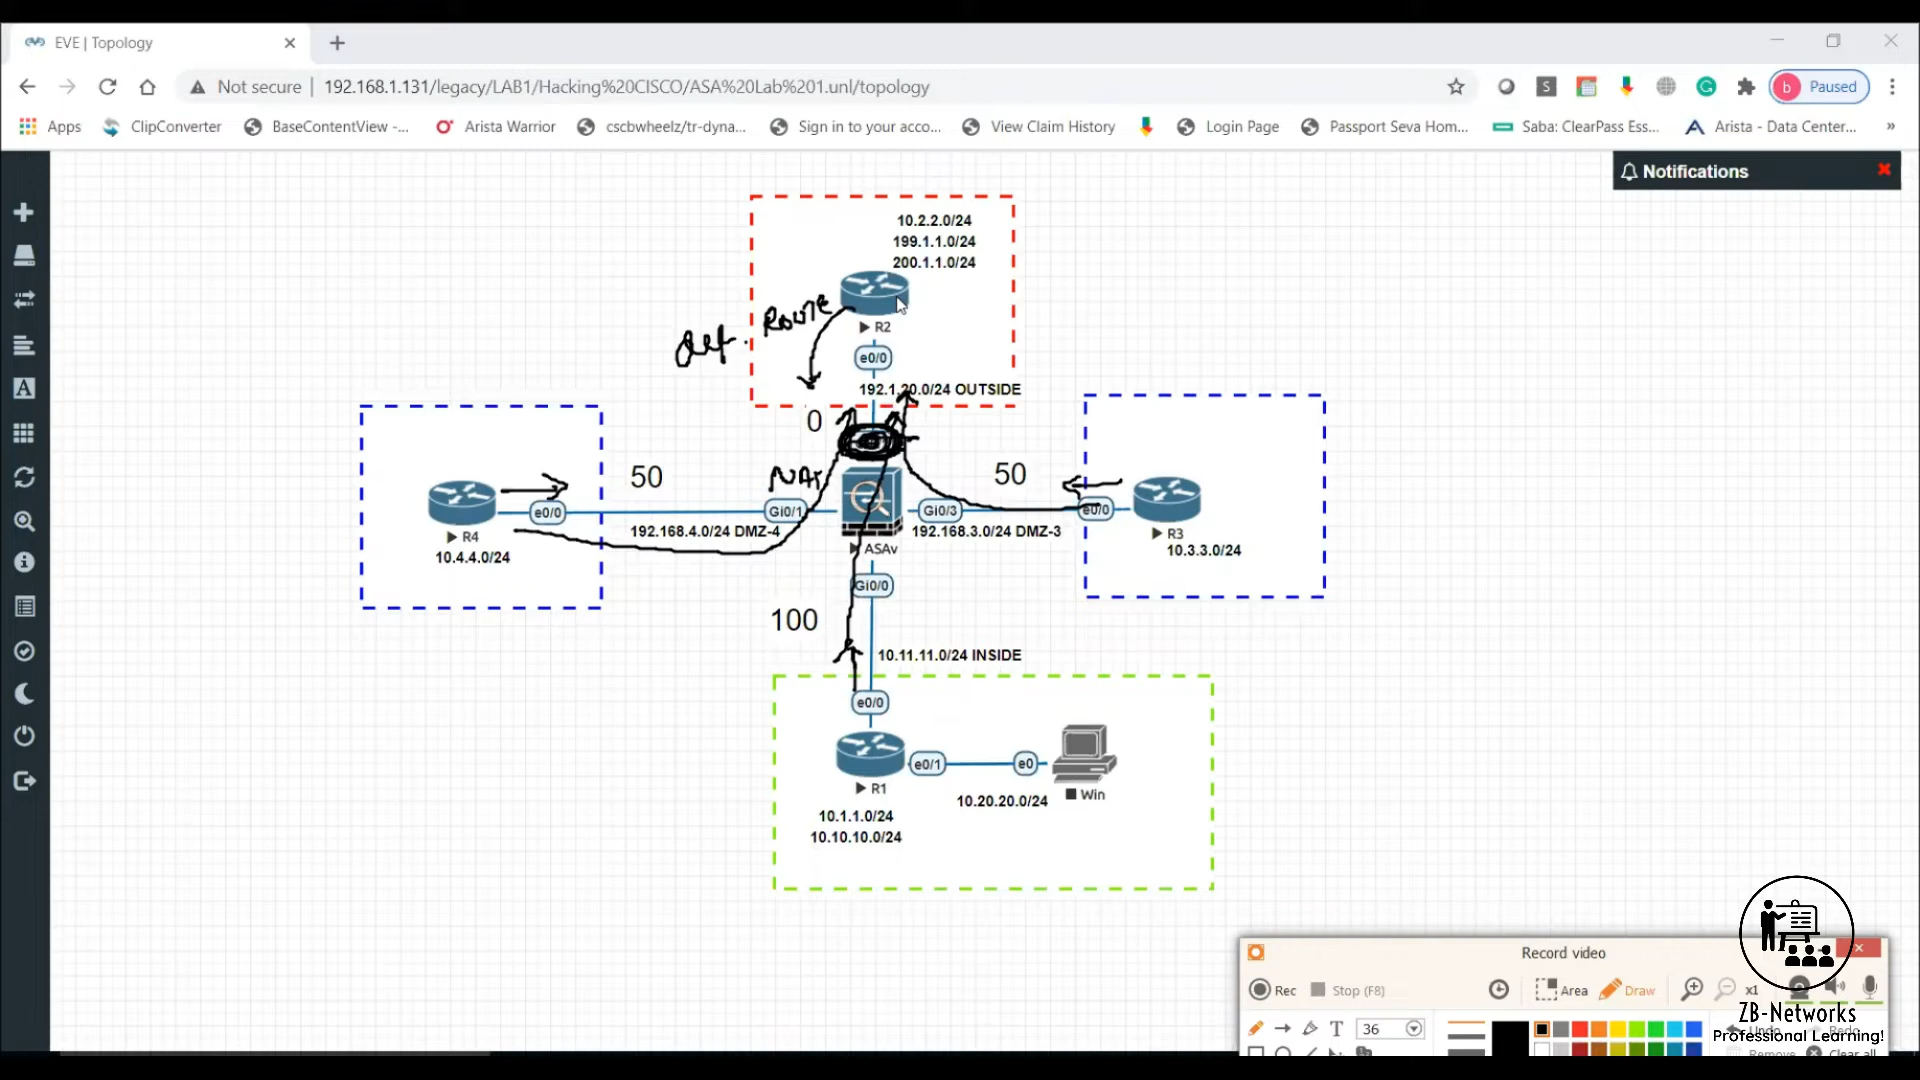 EVE | Topology
Not secure | 192.168.1.131/legacy/LAB1/Hacking%20CISCO/ASA%20Lab%201.unl/topology
b Paused
Apps ClipConverter BaseContentView -... Arista Warrior cscbwheelz/tr-dyna... Sign in to your acco... View Claim History Login Page Passport Seva Hom... Saba: ClearPass Ess... Arista - Data Center... »
Notifications
10.2.2.0/24
199.1.1.0/24
200.1.1.0/24
def. Route
R2
e0/0
192.1.20.0/24 OUTSIDE
0
NAT
50
50
R4
e0/0
Gi0/1
Gi0/3
e0/0
R3
192.168.4.0/24 DMZ-4
192.168.3.0/24 DMZ-3
10.4.4.0/24
ASAv
10.3.3.0/24
Gi0/0
100
10.11.11.0/24 INSIDE
e0/0
e0/1
e0
R1
Win
10.20.20.0/24
10.1.1.0/24
10.10.10.0/24
Record video
Rec Stop (F8) Area Draw x1
T 36
ZB-Networks
Undo Redo
Professional Learning!
Remove Clear all